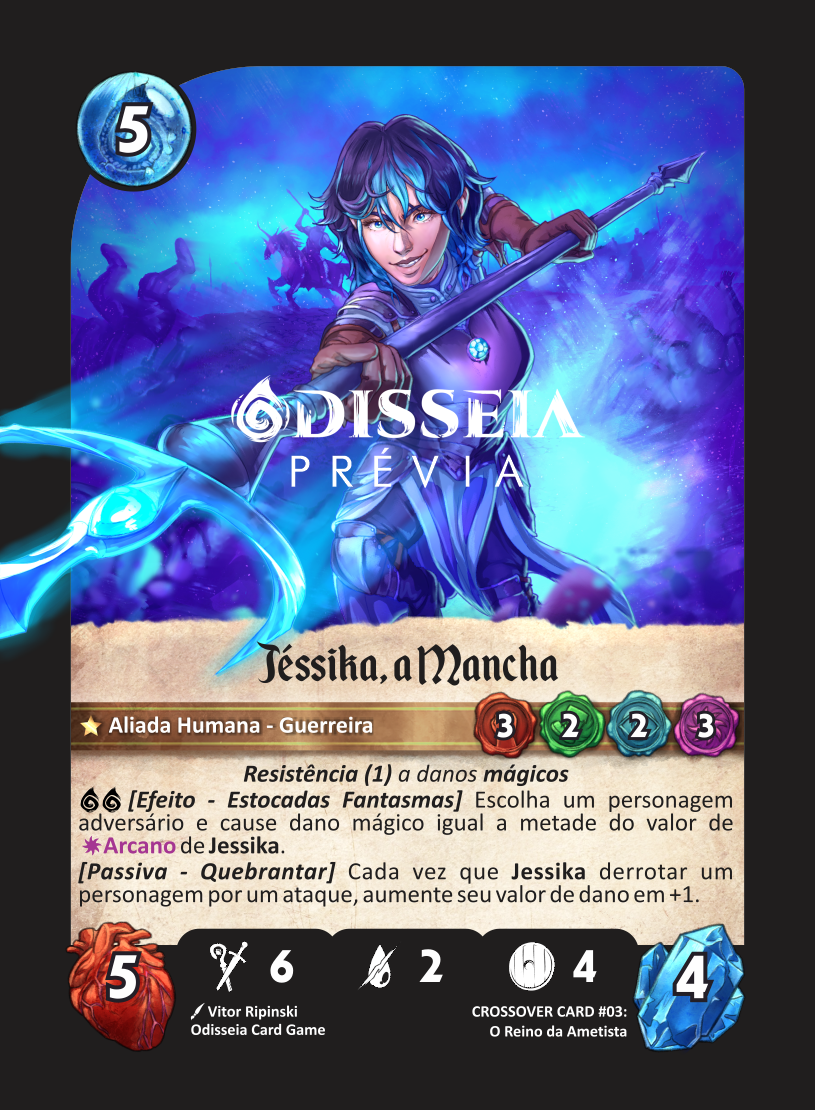 5
ODISSEIA
PRÉVIA
Jéssika, a Mancha
Aliada Humana - Guerreira 3 2 2 3
Resistência (1) a danos mágicos
[Efeito - Estocadas Fantasmas] Escolha um personagem
adversário e cause dano mágico igual a metade do valor de
Arcano de Jessika.
[Passiva - Quebrantar] Cada vez que Jessika derrotar um
personagem por um ataque, aumente seu valor de dano em +1.
5 6 2 4 4
Vitor Ripinski
Odisseia Card Game
CROSSOVER CARD #03:
O Reino da Ametista